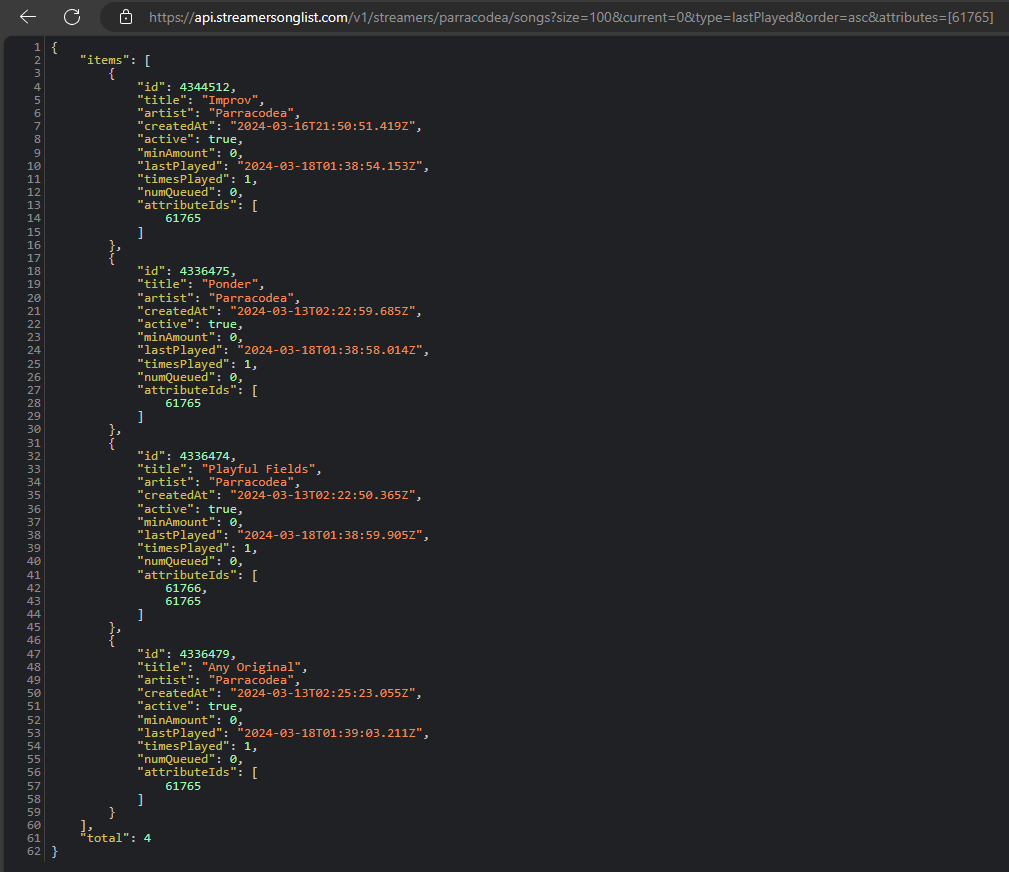 https://api.streamersonglist.com/v1/streamers/parracodea/songs?size=100&current=0&type=lastPlayed&order=asc&attributes=[61765]
1 {
2     "items": [
3         {
4             "id": 4344512,
5             "title": "Improv",
6             "artist": "Parracodea",
7             "createdAt": "2024-03-16T21:50:51.419Z",
8             "active": true,
9             "minAmount": 0,
10             "lastPlayed": "2024-03-18T01:38:54.153Z",
11             "timesPlayed": 1,
12             "numQueued": 0,
13             "attributeIds": [
14                 61765
15             ]
16         },
17         {
18             "id": 4336475,
19             "title": "Ponder",
20             "artist": "Parracodea",
21             "createdAt": "2024-03-13T02:22:59.685Z",
22             "active": true,
23             "minAmount": 0,
24             "lastPlayed": "2024-03-18T01:38:58.014Z",
25             "timesPlayed": 1,
26             "numQueued": 0,
27             "attributeIds": [
28                 61765
29             ]
30         },
31         {
32             "id": 4336474,
33             "title": "Playful Fields",
34             "artist": "Parracodea",
35             "createdAt": "2024-03-13T02:22:50.365Z",
36             "active": true,
37             "minAmount": 0,
38             "lastPlayed": "2024-03-18T01:38:59.905Z",
39             "timesPlayed": 1,
40             "numQueued": 0,
41             "attributeIds": [
42                 61766,
43                 61765
44             ]
45         },
46         {
47             "id": 4336479,
48             "title": "Any Original",
49             "artist": "Parracodea",
50             "createdAt": "2024-03-13T02:25:23.055Z",
51             "active": true,
52             "minAmount": 0,
53             "lastPlayed": "2024-03-18T01:39:03.211Z",
54             "timesPlayed": 1,
55             "numQueued": 0,
56             "attributeIds": [
57                 61765
58             ]
59         }
60     ],
61     "total": 4
62 }